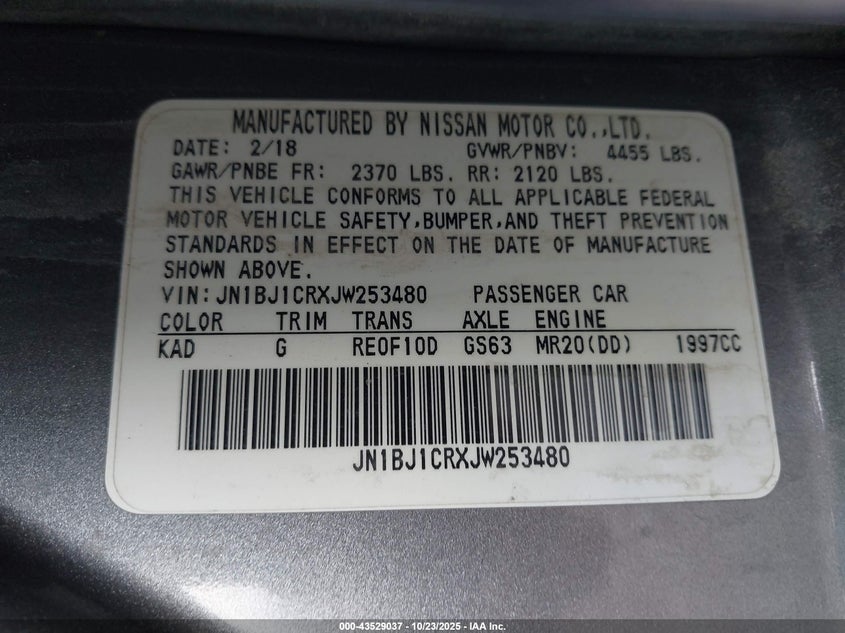 MANUFACTURED BY NISSAN MOTOR CO.,LTD.
DATE: 2/18 GVWR/PNBV: 4455 LBS.
GAWR/PNBE FR: 2370 LBS. RR: 2120 LBS.
THIS VEHICLE CONFORMS TO ALL APPLICABLE FEDERAL
MOTOR VEHICLE SAFETY,BUMPER,AND THEFT PREVENTION
STANDARDS IN EFFECT ON THE DATE OF MANUFACTURE
SHOWN ABOVE.
VIN:JN1BJ1CRXJW253480 PASSENGER CAR
COLOR TRIM TRANS AXLE ENGINE
KAD G RE0F10D GS63 MR20(DD) 1997CC
JN1BJ1CRXJW253480
000-43529037 - 10/23/2025 - IAA Inc.